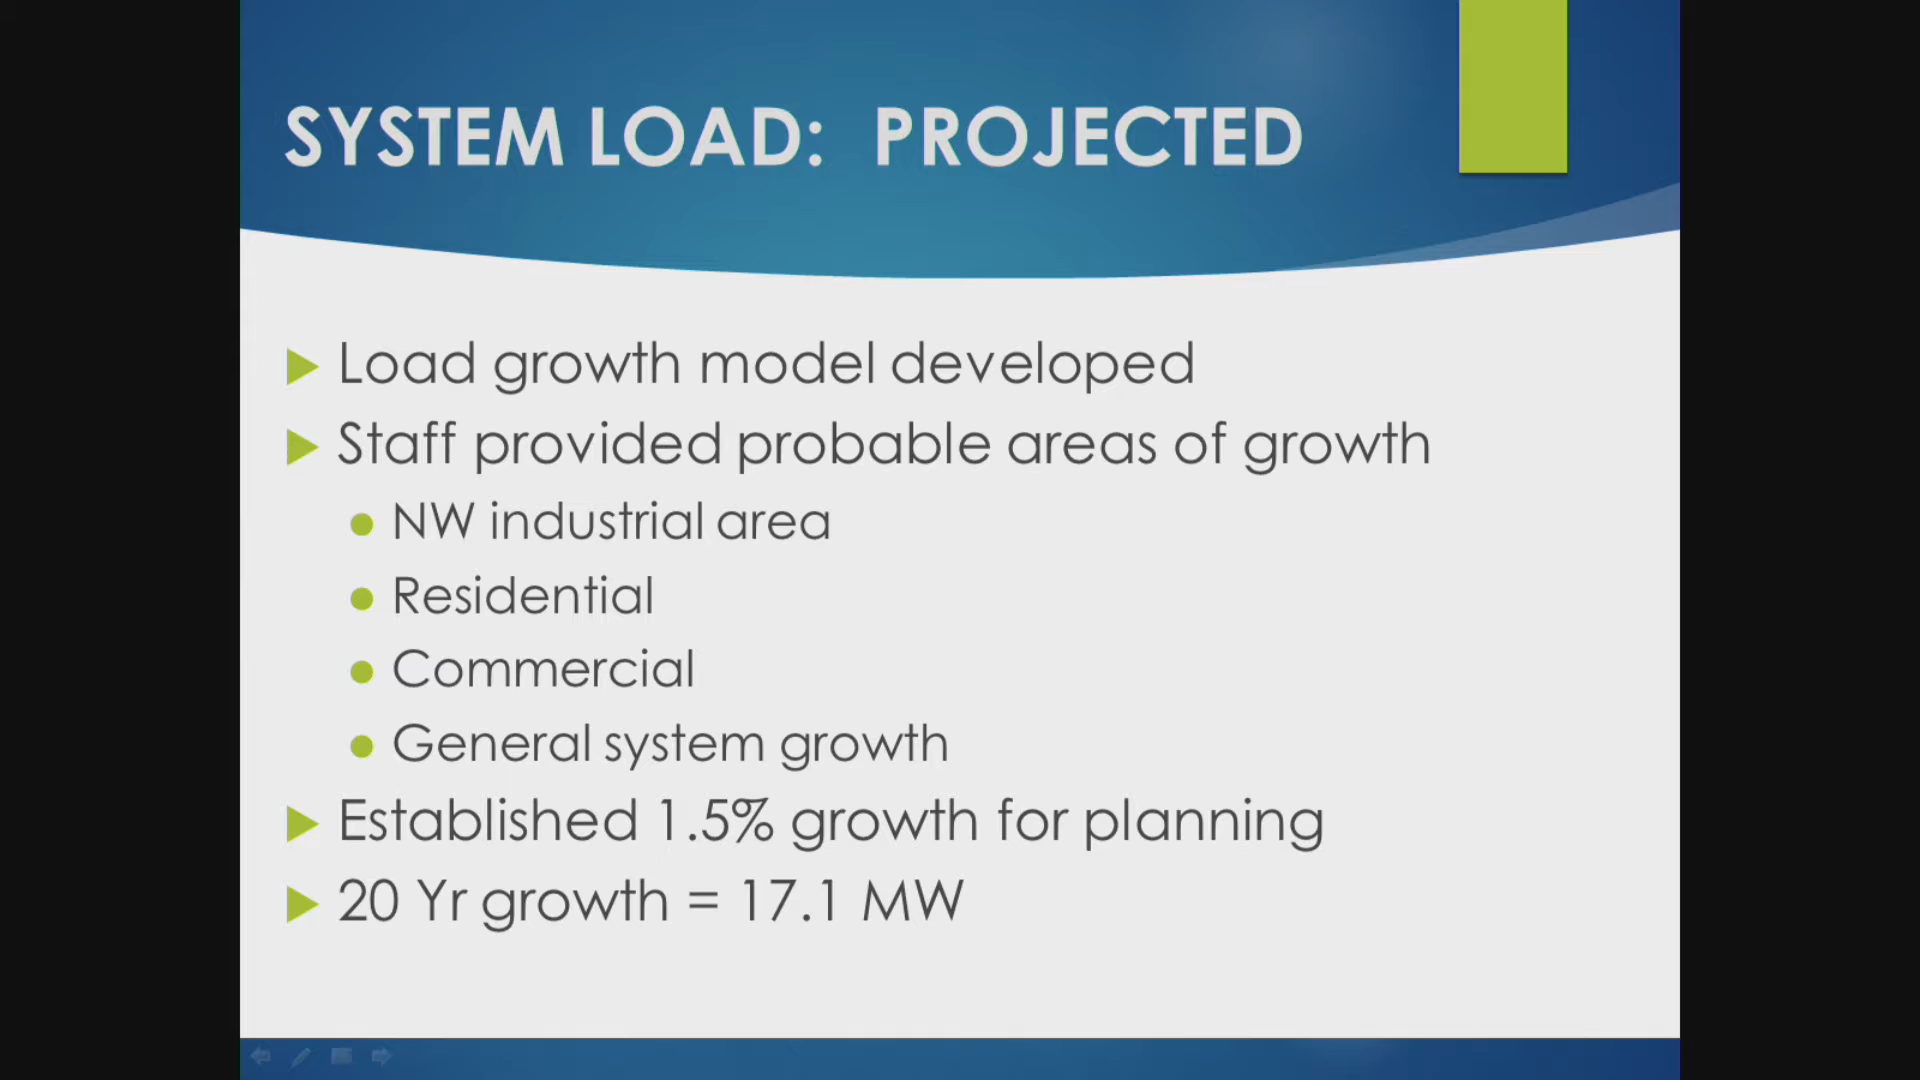 SYSTEM LOAD: PROJECTED
Load growth model developed
Staff provided probable areas of growth
NW industrial area
Residential
Commercial
General system growth
Established 1.5% growth for planning
20 Yr growth = 17.1 MW